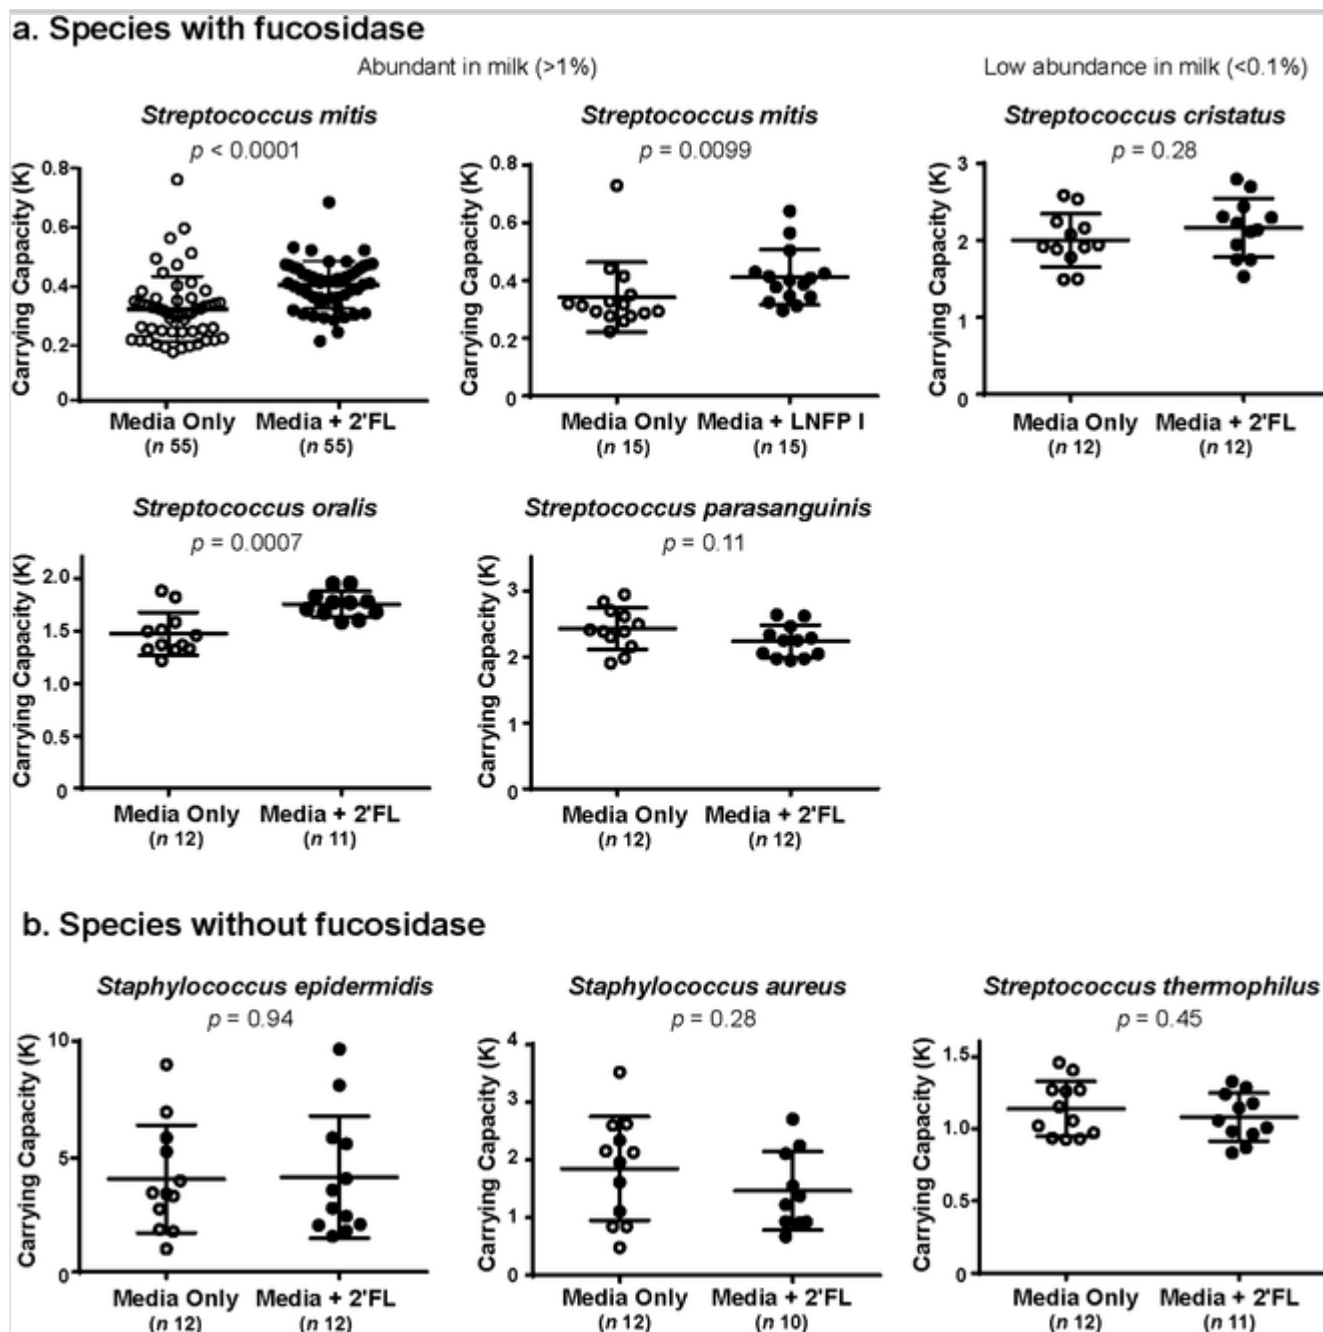 a. Species with fucosidase
Abundant in milk (>1%)
Low abundance in milk (<0.1%)
Streptococcus mitis
p < 0.0001
Carrying Capacity (K)
0.8
0.6
0.4
0.2
0
Media Only
(n 55)
Media + 2'FL
(n 55)
Streptococcus mitis
p = 0.0099
Carrying Capacity (K)
0.8
0.6
0.4
0.2
0
Media Only
(n 15)
Media + LNFP I
(n 15)
Streptococcus cristatus
p = 0.28
Carrying Capacity (K)
3
2
1
0
Media Only
(n 12)
Media + 2'FL
(n 12)
Streptococcus oralis
p = 0.0007
Carrying Capacity (K)
2.0
1.5
1.0
0.5
0
Media Only
(n 12)
Media + 2'FL
(n 11)
Streptococcus parasanguinis
p = 0.11
Carrying Capacity (K)
3
2
1
0
Media Only
(n 12)
Media + 2'FL
(n 12)
b. Species without fucosidase
Staphylococcus epidermidis
p = 0.94
Carrying Capacity (K)
10
5
0
Media Only
(n 12)
Media + 2'FL
(n 12)
Staphylococcus aureus
p = 0.28
Carrying Capacity (K)
4
3
2
1
0
Media Only
(n 12)
Media + 2'FL
(n 10)
Streptococcus thermophilus
p = 0.45
Carrying Capacity (K)
1.5
1.0
0.5
0
Media Only
(n 12)
Media + 2'FL
(n 11)